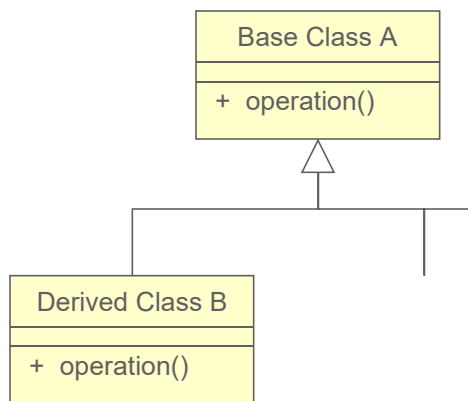 Base Class A
+ operation()
Derived Class B
+ operation()